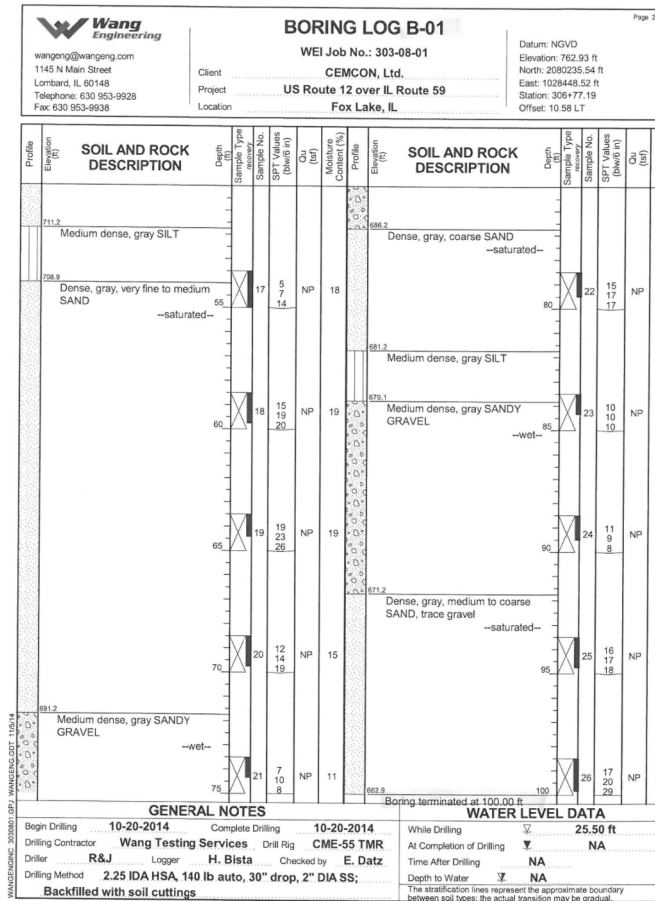 Page 2
Wang
Engineering
wangeng@wangeng.com
1145 N Main Street
Lombard, IL 60148
Telephone: 630 953-9928
Fax: 630 953-9938
BORING LOG B-01
WEI Job No.: 303-08-01
Client CEMCON, Ltd.
Project US Route 12 over IL Route 59
Location Fox Lake, IL
Datum: NGVD
Elevation: 762.93 ft
North: 2080235.54 ft
East: 1028448.52 ft
Station: 306+77.19
Offset: 10.58 LT
Profile
Elevation (ft)
SOIL AND ROCK DESCRIPTION
Depth (ft)
Sample Type recovery
Sample No.
SPT Values (blw/6 in)
Qu (tsf)
Moisture Content (%)
Profile
Elevation (ft)
SOIL AND ROCK DESCRIPTION
Depth (ft)
Sample Type recovery
Sample No.
SPT Values (blw/6 in)
Qu (tsf)
711.2
Medium dense, gray SILT
708.9
Dense, gray, very fine to medium
SAND
--saturated--
55
17
5
7
14
NP
18
60
18
15
19
20
NP
19
65
19
19
23
26
NP
19
70
20
12
14
19
NP
15
691.2
Medium dense, gray SANDY
GRAVEL
--wet--
75
21
7
10
8
NP
11
686.2
Dense, gray, coarse SAND
--saturated--
80
22
15
17
17
NP
681.2
Medium dense, gray SILT
679.1
Medium dense, gray SANDY
GRAVEL
--wet--
85
23
10
10
10
NP
90
24
11
9
8
NP
671.2
Dense, gray, medium to coarse
SAND, trace gravel
--saturated--
95
25
16
17
18
NP
100
26
17
20
29
NP
662.9
Boring terminated at 100.00 ft
WANGENGINC 3030801.GPJ WANGENG.GDT 11/5/14
GENERAL NOTES
Begin Drilling 10-20-2014 Complete Drilling 10-20-2014
Drilling Contractor Wang Testing Services Drill Rig CME-55 TMR
Driller R&J Logger H. Bista Checked by E. Datz
Drilling Method 2.25 IDA HSA, 140 lb auto, 30" drop, 2" DIA SS;
Backfilled with soil cuttings
WATER LEVEL DATA
While Drilling 25.50 ft
At Completion of Drilling NA
Time After Drilling NA
Depth to Water NA
The stratification lines represent the approximate boundary
between soil types; the actual transition may be gradual.